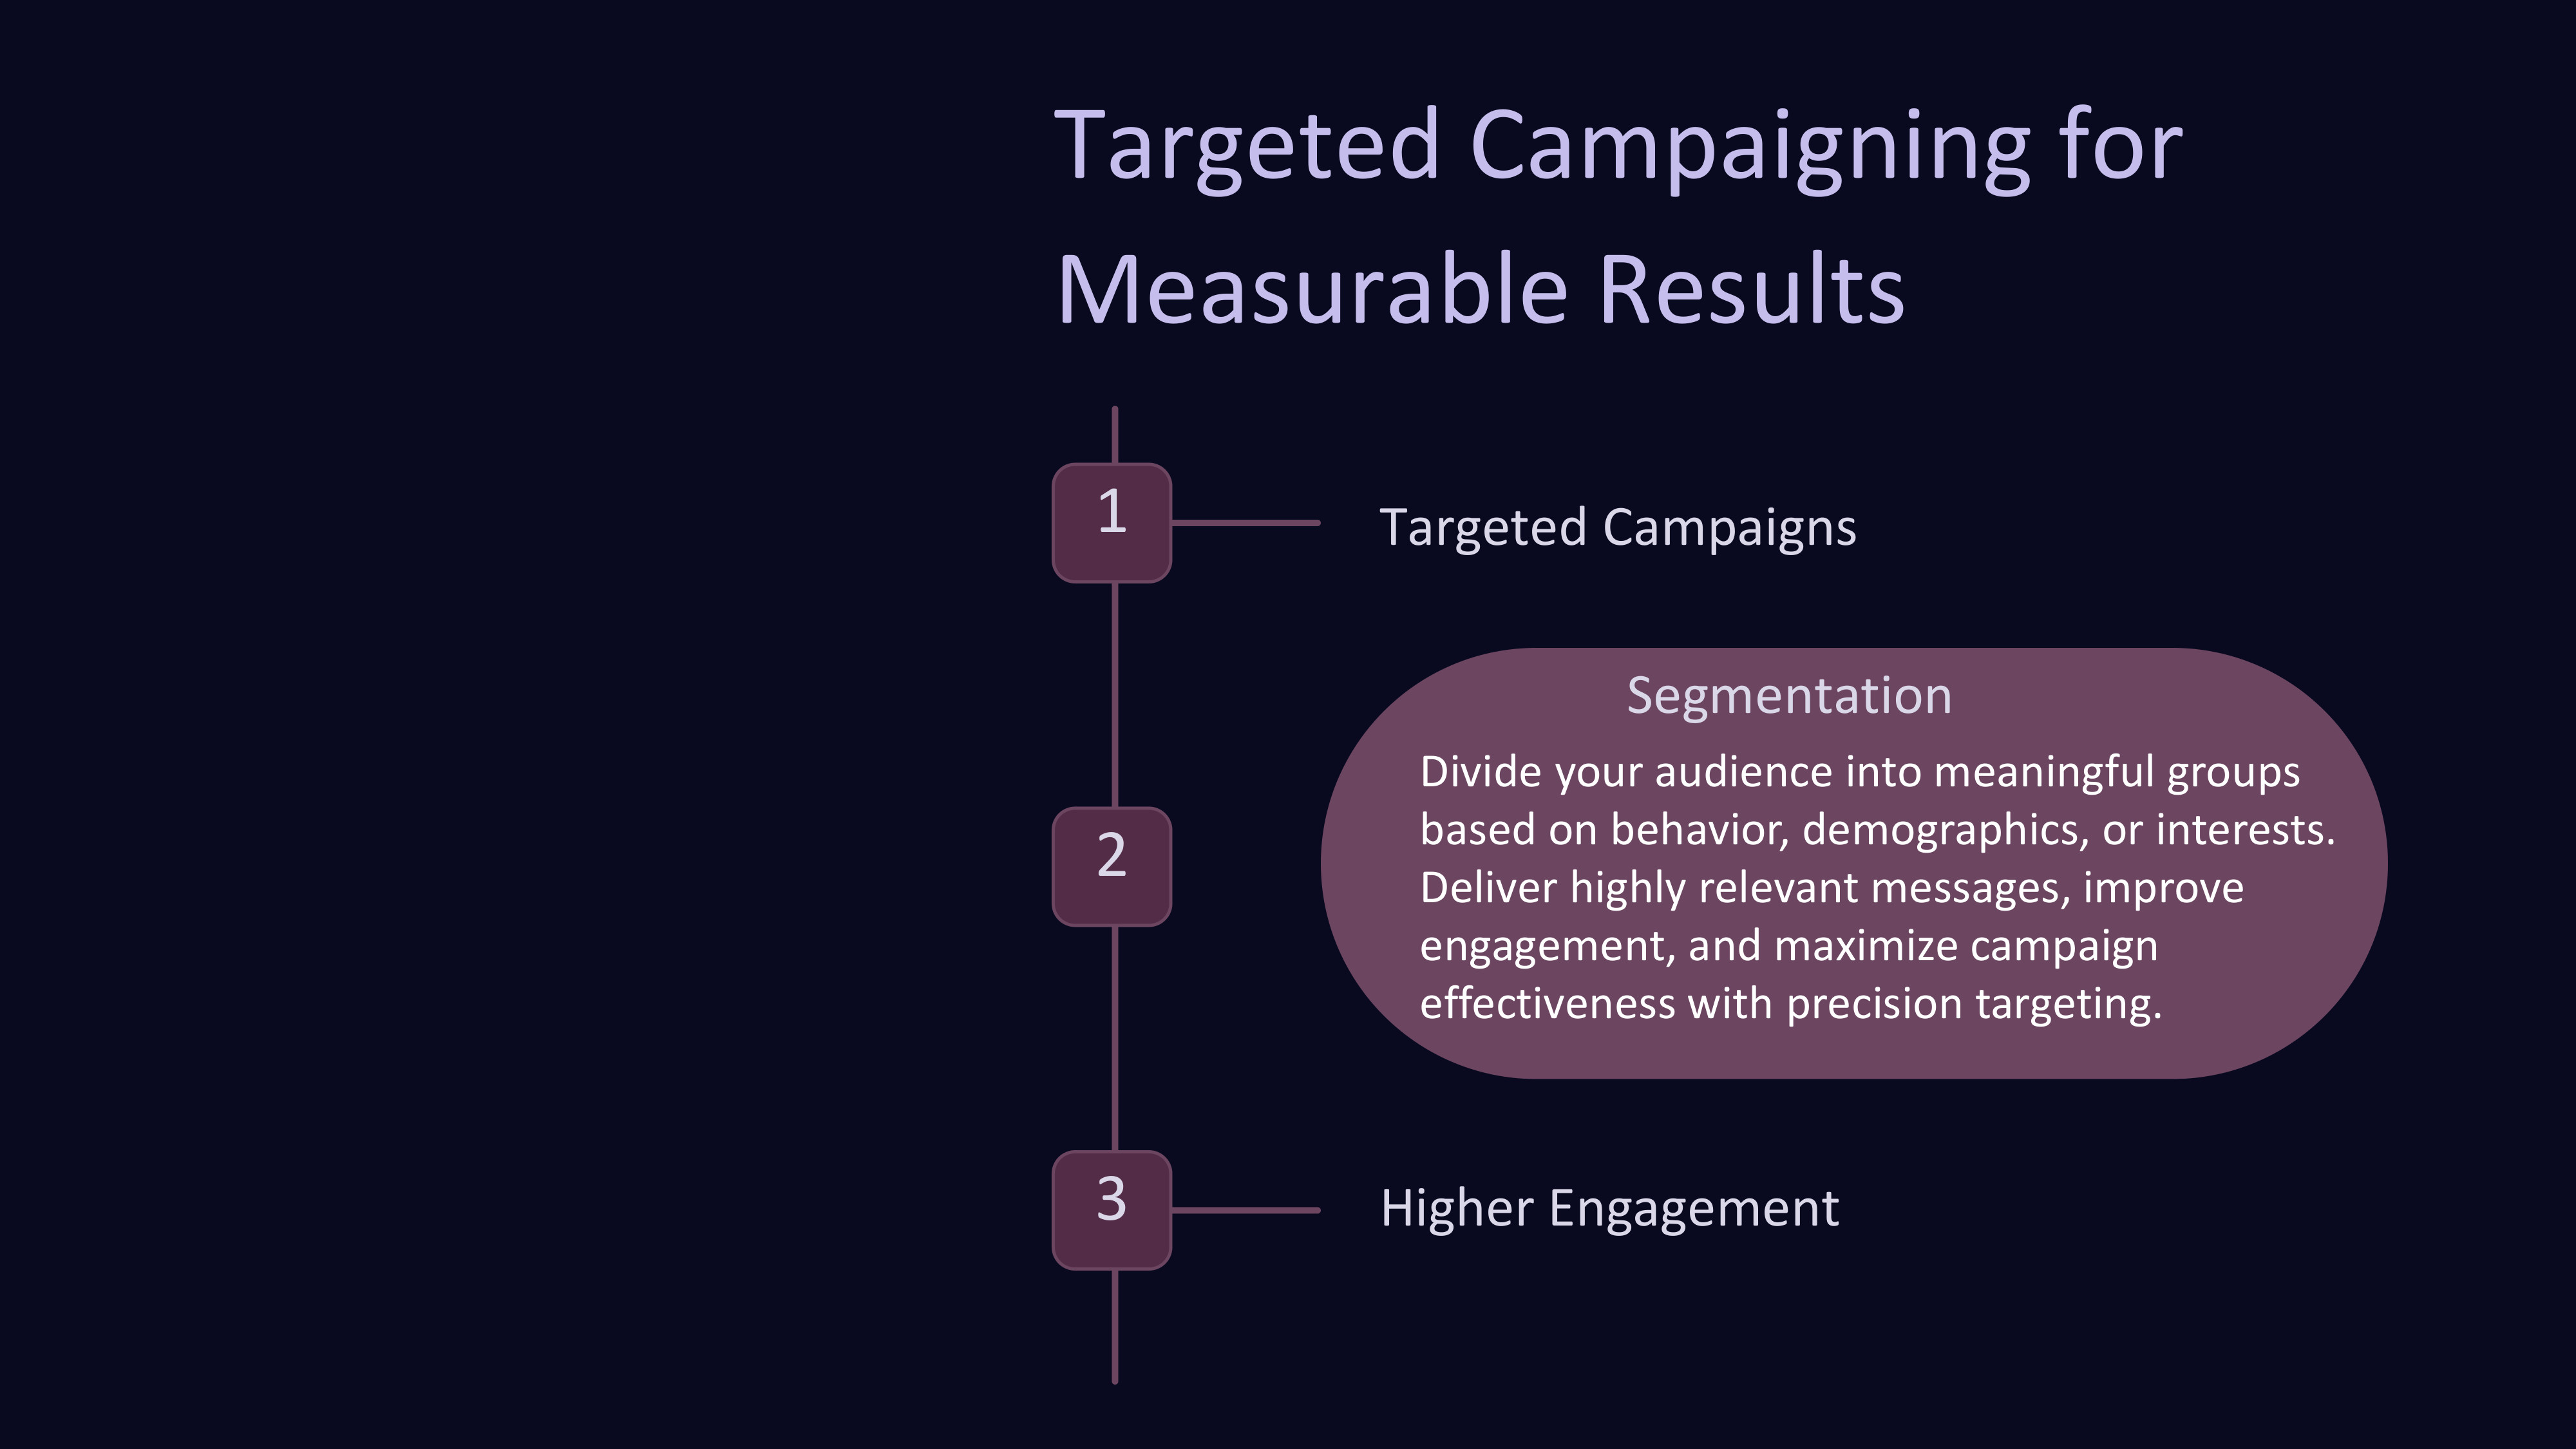 Targeted Campaigning for
Measurable Results
1
Targeted Campaigns
2
Segmentation
Divide your audience into meaningful groups
based on behavior, demographics, or interests.
Deliver highly relevant messages, improve
engagement, and maximize campaign
effectiveness with precision targeting.
3
Higher Engagement